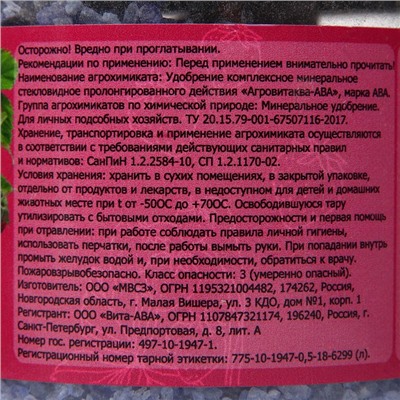 Осторожно! Вредно при проглатывании.
Рекомендации по применению: Перед применением внимательно прочитать!
Наименование агрохимиката: Удобрение комплексное минеральное
стекловидное пролонгированного действия «Агровитаква-АВА», марка АВА.
Группа агрохимикатов по химической природе: Минеральное удобрение.
Для личных подсобных хозяйств. ТУ 20.15.79-001-67507116-2017.
Хранение, транспортировка и применение агрохимиката осуществляются
в соответствии с требованиями действующих санитарных правил
и нормативов: СанПиН 1.2.2584-10, СП 1.2.1170-02.
Условия хранения: хранить в сухих помещениях, в закрытой упаковке,
отдельно от продуктов и лекарств, в недоступном для детей и домашних
животных месте при t от -50ОС до +70ОС. Освободившуюся тару
утилизировать с бытовыми отходами. Предосторожности и первая помощь
при отравлении: при работе соблюдать правила личной гигиены,
использовать перчатки, после работы вымыть руки. При попадании внутрь
промыть желудок водой и, при необходимости, обратиться к врачу.
Пожаровзрывобезопасно. Класс опасности: 3 (умеренно опасный).
Изготовитель: ООО «МВСЗ», ОГРН 1195321004482, 174262, Россия,
Новгородская область, г. Малая Вишера, ул. 3 КДО, дом №1, корп. 1
Регистрант: ООО «Вита-АВА», ОГРН 1107847321174, 196240, Россия, г.
Санкт-Петербург, ул. Предпортовая, д. 8, лит. А
Номер гос. регистрации: 497-10-1947-1.
Регистрационный номер тарной этикетки: 775-10-1947-0,5-18-6299 (л).